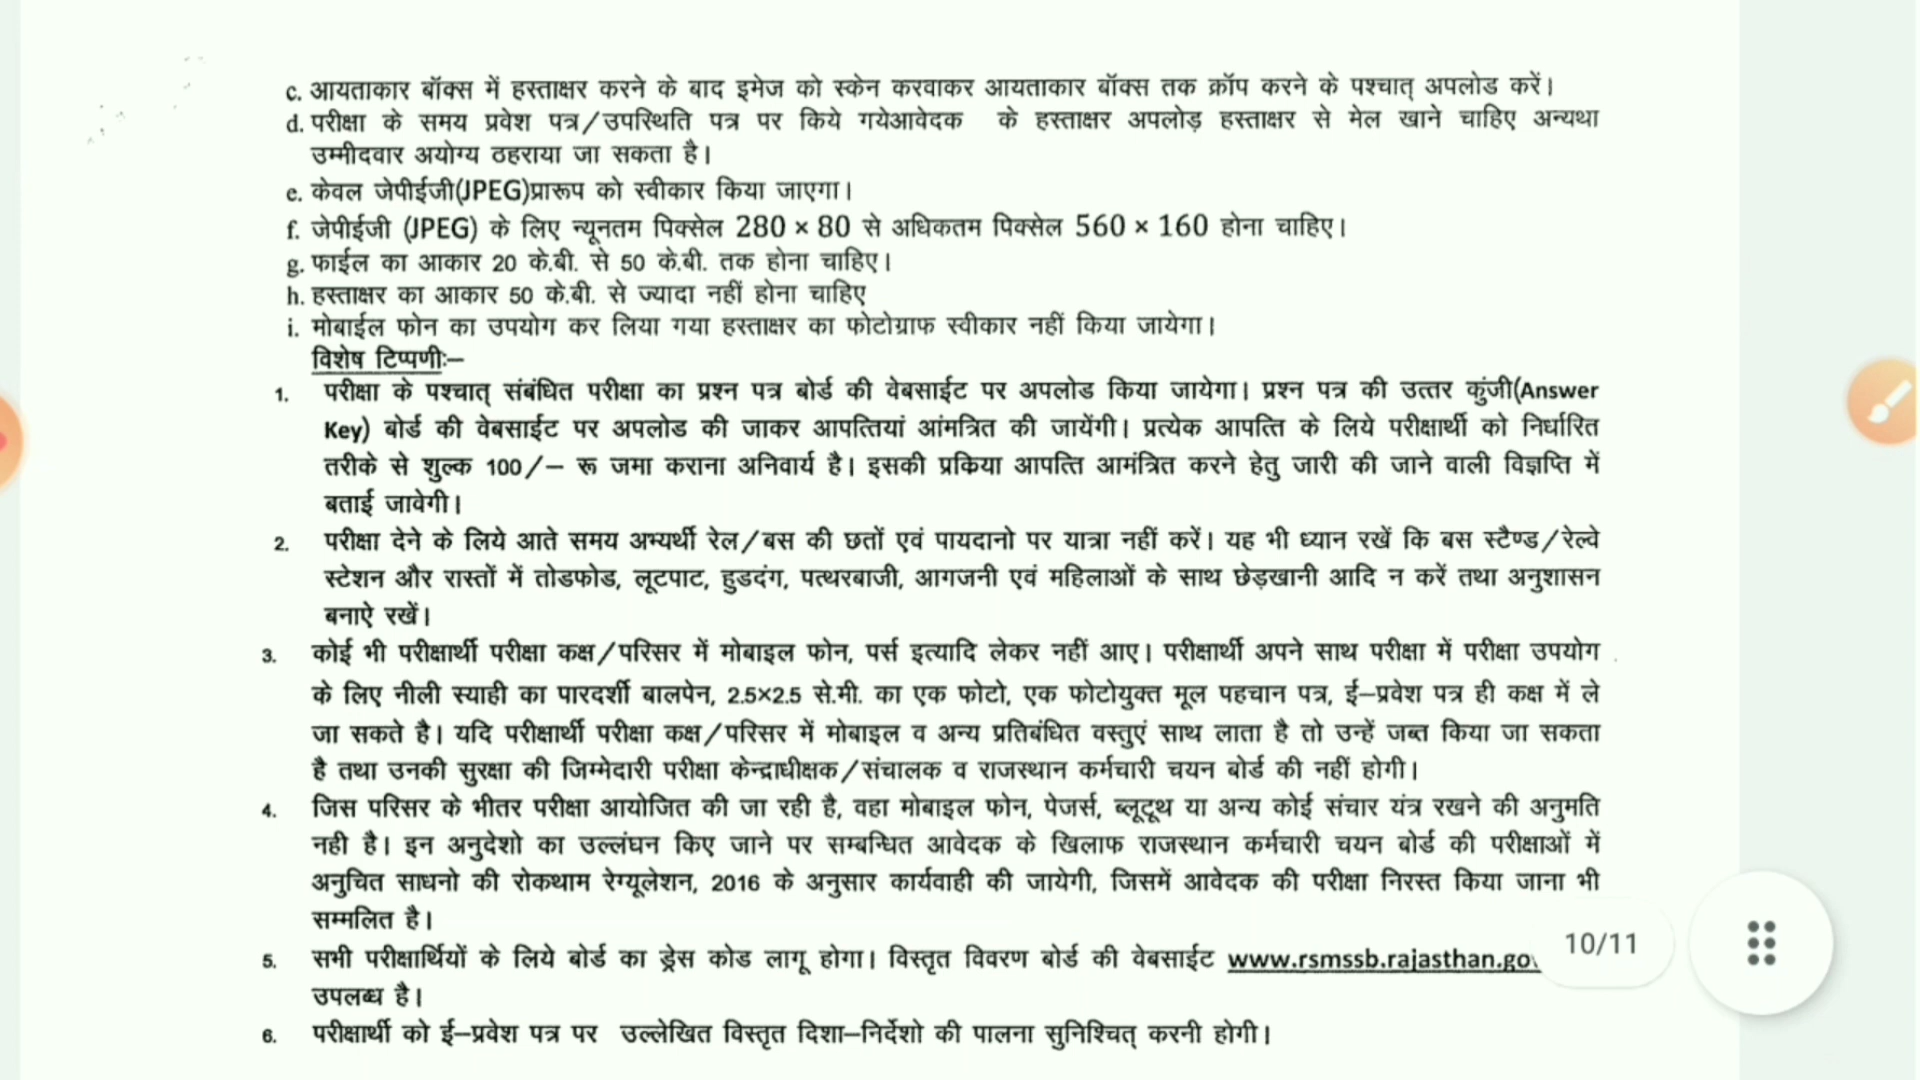 c. आयताकार बॉक्स में हस्ताक्षर करने के बाद इमेज को स्केन करवाकर आयताकार बॉक्स तक क्रॉप करने के पश्चात् अपलोड करें।
d. परीक्षा के समय प्रवेश पत्र/उपस्थिति पत्र पर किये गयेआवेदक के हस्ताक्षर अपलोड़ हस्ताक्षर से मेल खाने चाहिए अन्यथा
उम्मीदवार अयोग्य ठहराया जा सकता है।
e. केवल जेपीईजी(JPEG)प्रारूप को स्वीकार किया जाएगा।
f. जेपीईजी (JPEG) के लिए न्यूनतम पिक्सेल 280 × 80 से अधिकतम पिक्सेल 560 × 160 होना चाहिए।
g. फाईल का आकार 20 के.बी. से 50 के.बी. तक होना चाहिए।
h. हस्ताक्षर का आकार 50 के.बी. से ज्यादा नहीं होना चाहिए
i. मोबाईल फोन का उपयोग कर लिया गया हस्ताक्षर का फोटोग्राफ स्वीकार नहीं किया जायेगा।
विशेष टिप्पणी:–
1. परीक्षा के पश्चात् संबंधित परीक्षा का प्रश्न पत्र बोर्ड की वेबसाईट पर अपलोड किया जायेगा। प्रश्न पत्र की उत्तर कुंजी(Answer
Key) बोर्ड की वेबसाईट पर अपलोड की जाकर आपत्तियां आंमत्रित की जायेंगी। प्रत्येक आपत्ति के लिये परीक्षार्थी को निर्धारित
तरीके से शुल्क 100/– रू जमा कराना अनिवार्य है। इसकी प्रकिया आपत्ति आमंत्रित करने हेतु जारी की जाने वाली विज्ञप्ति में
बताई जावेगी।
2. परीक्षा देने के लिये आते समय अभ्यर्थी रेल/बस की छतों एवं पायदानो पर यात्रा नहीं करें। यह भी ध्यान रखें कि बस स्टैण्ड/रेल्वे
स्टेशन और रास्तों में तोडफोड, लूटपाट, हुडदंग, पत्थरबाजी, आगजनी एवं महिलाओं के साथ छेड़खानी आदि न करें तथा अनुशासन
बनाऐ रखें।
3. कोई भी परीक्षार्थी परीक्षा कक्ष/परिसर में मोबाइल फोन, पर्स इत्यादि लेकर नहीं आए। परीक्षार्थी अपने साथ परीक्षा में परीक्षा उपयोग
के लिए नीली स्याही का पारदर्शी बालपेन, 2.5×2.5 से.मी. का एक फोटो, एक फोटोयुक्त मूल पहचान पत्र, ई–प्रवेश पत्र ही कक्ष में ले
जा सकते है। यदि परीक्षार्थी परीक्षा कक्ष/परिसर में मोबाइल व अन्य प्रतिबंधित वस्तुएं साथ लाता है तो उन्हें जब्त किया जा सकता
है तथा उनकी सुरक्षा की जिम्मेदारी परीक्षा केन्द्राधीक्षक/संचालक व राजस्थान कर्मचारी चयन बोर्ड की नहीं होगी।
4. जिस परिसर के भीतर परीक्षा आयोजित की जा रही है, वहा मोबाइल फोन, पेजर्स, ब्लूटूथ या अन्य कोई संचार यंत्र रखने की अनुमति
नही है। इन अनुदेशो का उल्लंघन किए जाने पर सम्बन्धित आवेदक के खिलाफ राजस्थान कर्मचारी चयन बोर्ड की परीक्षाओं में
अनुचित साधनो की रोकथाम रेग्यूलेशन, 2016 के अनुसार कार्यवाही की जायेगी, जिसमें आवेदक की परीक्षा निरस्त किया जाना भी
सम्मलित है।
5. सभी परीक्षार्थियों के लिये बोर्ड का ड्रेस कोड लागू होगा। विस्तृत विवरण बोर्ड की वेबसाईट www.rsmssb.rajasthan.gov
10/11
उपलब्ध है।
6. परीक्षार्थी को ई–प्रवेश पत्र पर उल्लेखित विस्तृत दिशा–निर्देशो की पालना सुनिश्चित् करनी होगी।